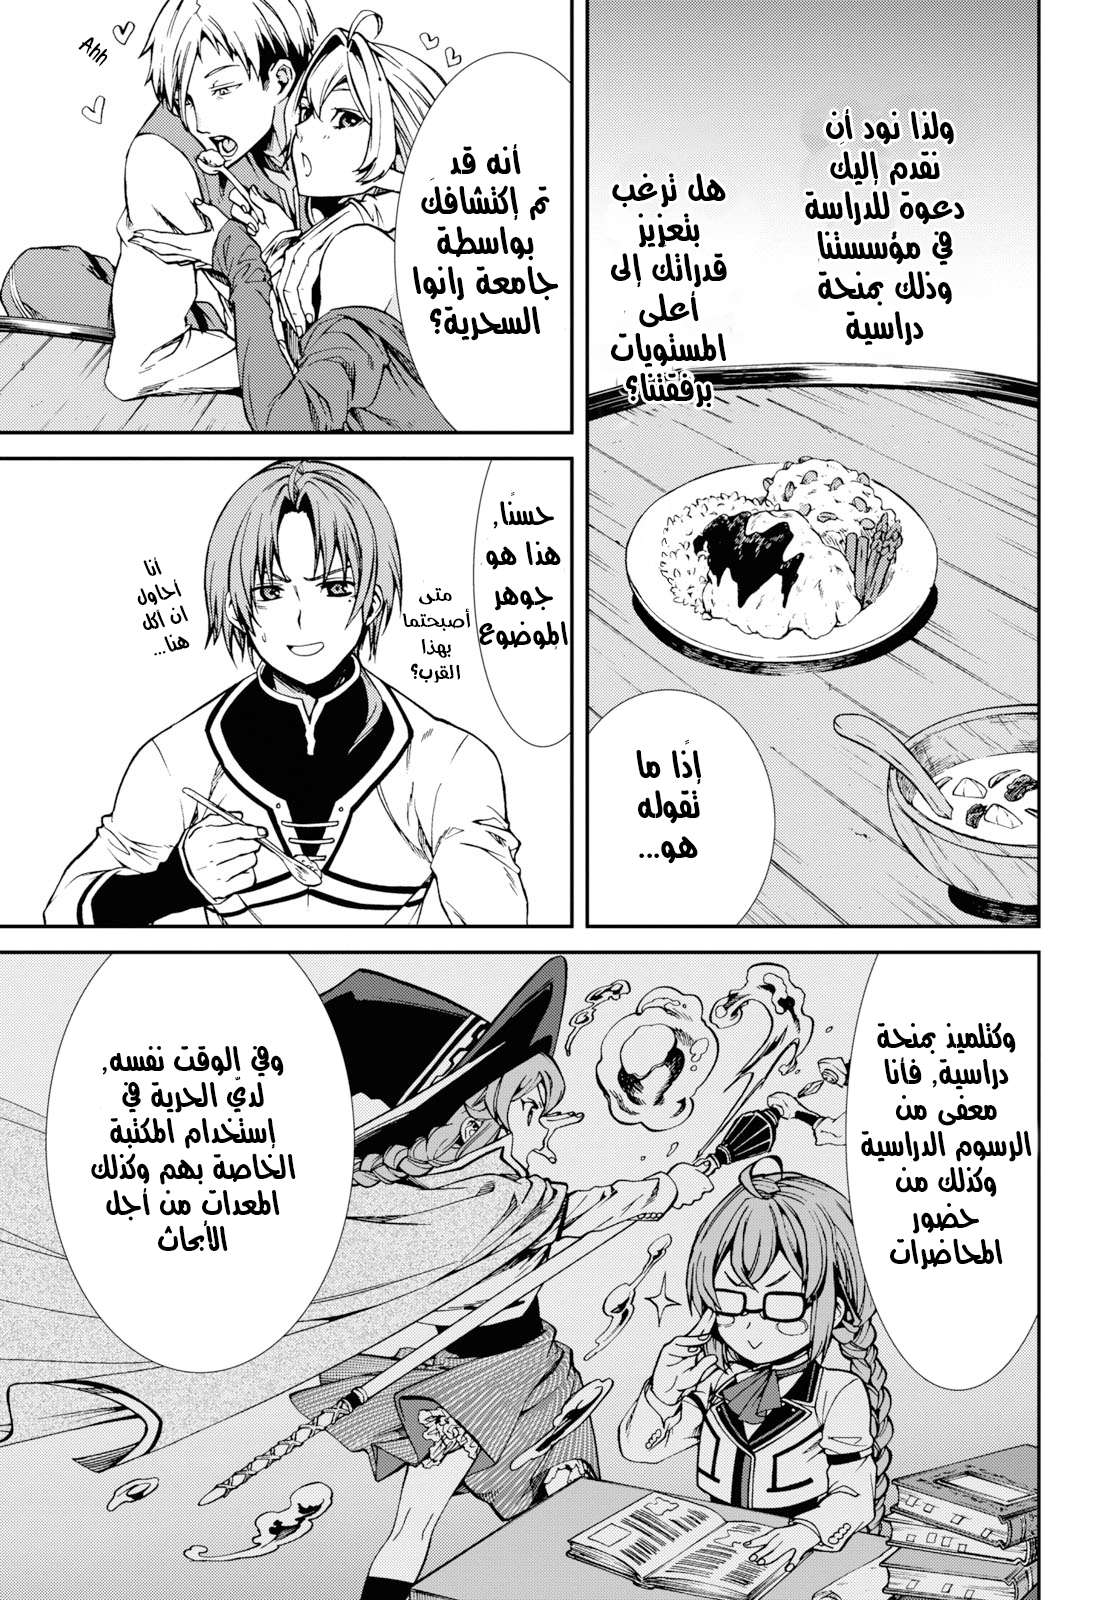 ولذا نود أن
نقدم إليك
دعوة للدراسة
في مؤسستنا
وذلك بمنحة
دراسية
هل ترغب
بتعزيز
قدراتك إلى
أعلى
المستويات
برفقتنا؟
إذًا ما
تقوله
هو...
أنه قد
تم إكتشافك
بواسطة
جامعة رانوا
السحرية؟
Ahh
حسنًا,
هذا هو
جوهر
الموضوع
متى
أصبحتما
بهذا
القرب؟
أنا
أحاول
ان اكل
هنا...
وكتلميذ بمنحة
دراسية, فأنا
معفى من
الرسوم الدراسية
وكذلك من
حضور
المحاضرات
وفي الوقت نفسه,
لديّ الحرية في
إستخدام المكتبة
الخاصة بهم وكذلك
المعدات من أجل
الأبحاث